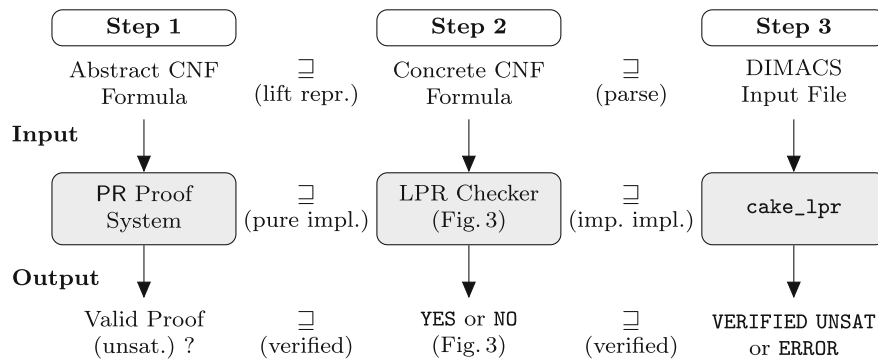 Step 1 Step 2 Step 3
Abstract CNF ⊒ Concrete CNF ⊒ DIMACS
Formula (lift repr.) Formula (parse) Input File
Input
PR Proof ⊒ LPR Checker ⊒ cake_lpr
System (pure impl.) (Fig. 3) (imp. impl.)
Output
Valid Proof ⊒ YES or NO ⊒ VERIFIED UNSAT
(unsat.) ? (verified) (Fig. 3) (verified) or ERROR